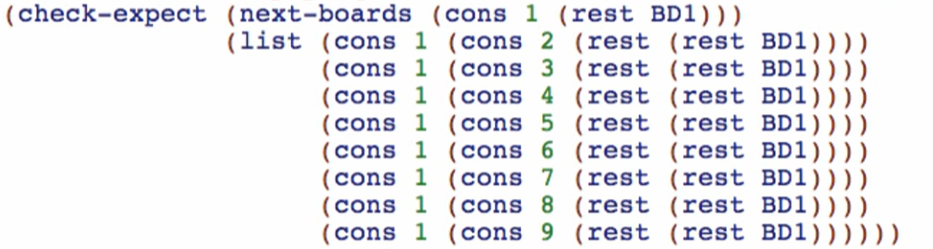 (check-expect (next-boards (cons 1 (rest BD1)))
(list (cons 1 (cons 2 (rest (rest BD1))))
(cons 1 (cons 3 (rest (rest BD1))))
(cons 1 (cons 4 (rest (rest BD1))))
(cons 1 (cons 5 (rest (rest BD1))))
(cons 1 (cons 6 (rest (rest BD1))))
(cons 1 (cons 7 (rest (rest BD1))))
(cons 1 (cons 8 (rest (rest BD1))))
(cons 1 (cons 9 (rest (rest BD1))))))